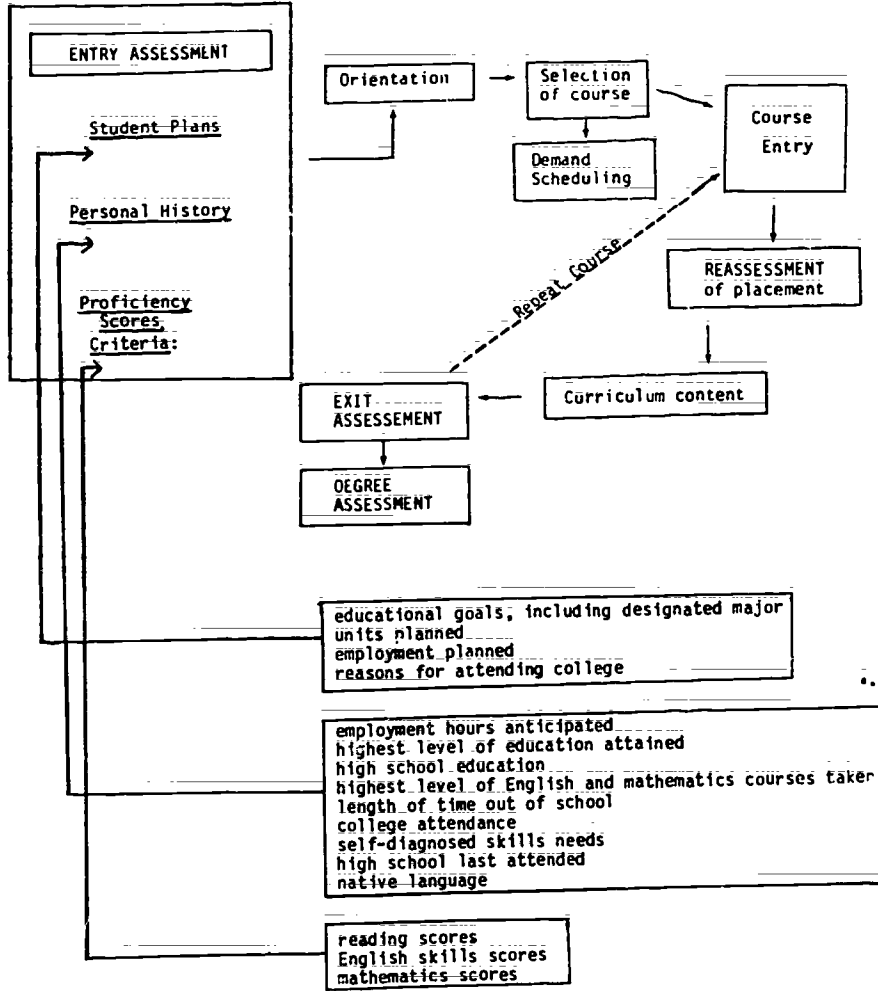 ENTRY ASSESSMENT
Student Plans
Personal History
Proficiency
Scores,
Criteria:
Orientation
Selection
of course
Demand
Scheduling
Course
Entry
REASSESSMENT
of placement
Repeat Course
Curriculum content
EXIT
ASSESSEMENT
OEGREE
ASSESSMENT
educational goals, including designated major
units planned
employment planned
reasons for attending college
employment hours anticipated
highest level of education attained
high school education
highest level of English and mathematics courses taker
length of time out of school
college attendance
self-diagnosed skills needs
high school last attended
native language
reading scores
English skills scores
mathematics scores